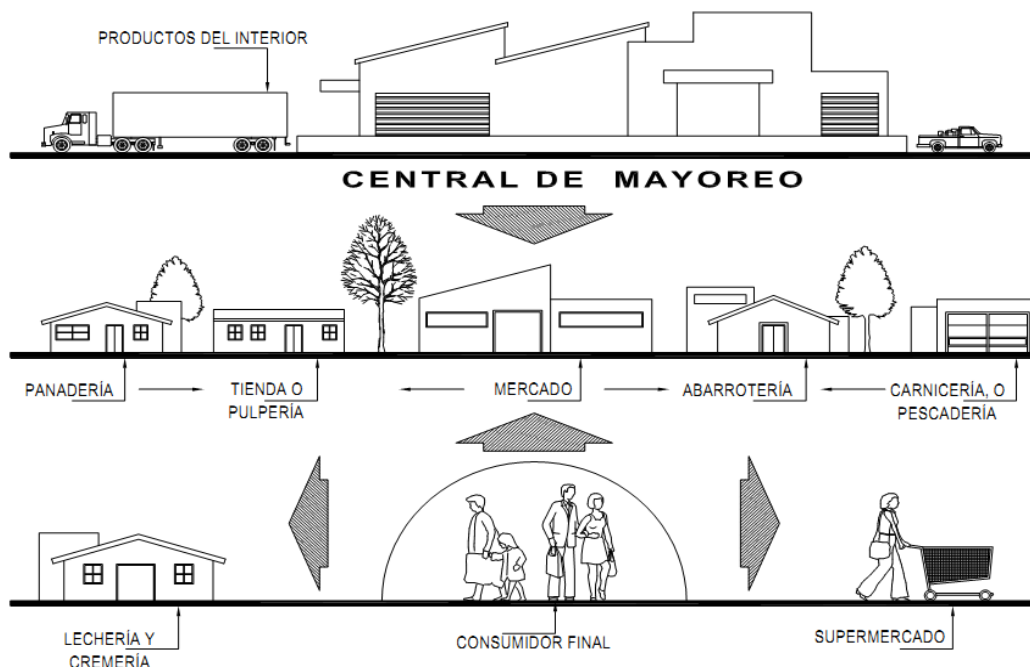 PRODUCTOS DEL INTERIOR
CENTRAL DE MAYOREO
PANADERÍA
TIENDA O
PULPERÍA
MERCADO
ABARROTERÍA
CARNICERÍA, O
PESCADERÍA
LECHERÍA Y
CREMERÍA
CONSUMIDOR FINAL
SUPERMERCADO